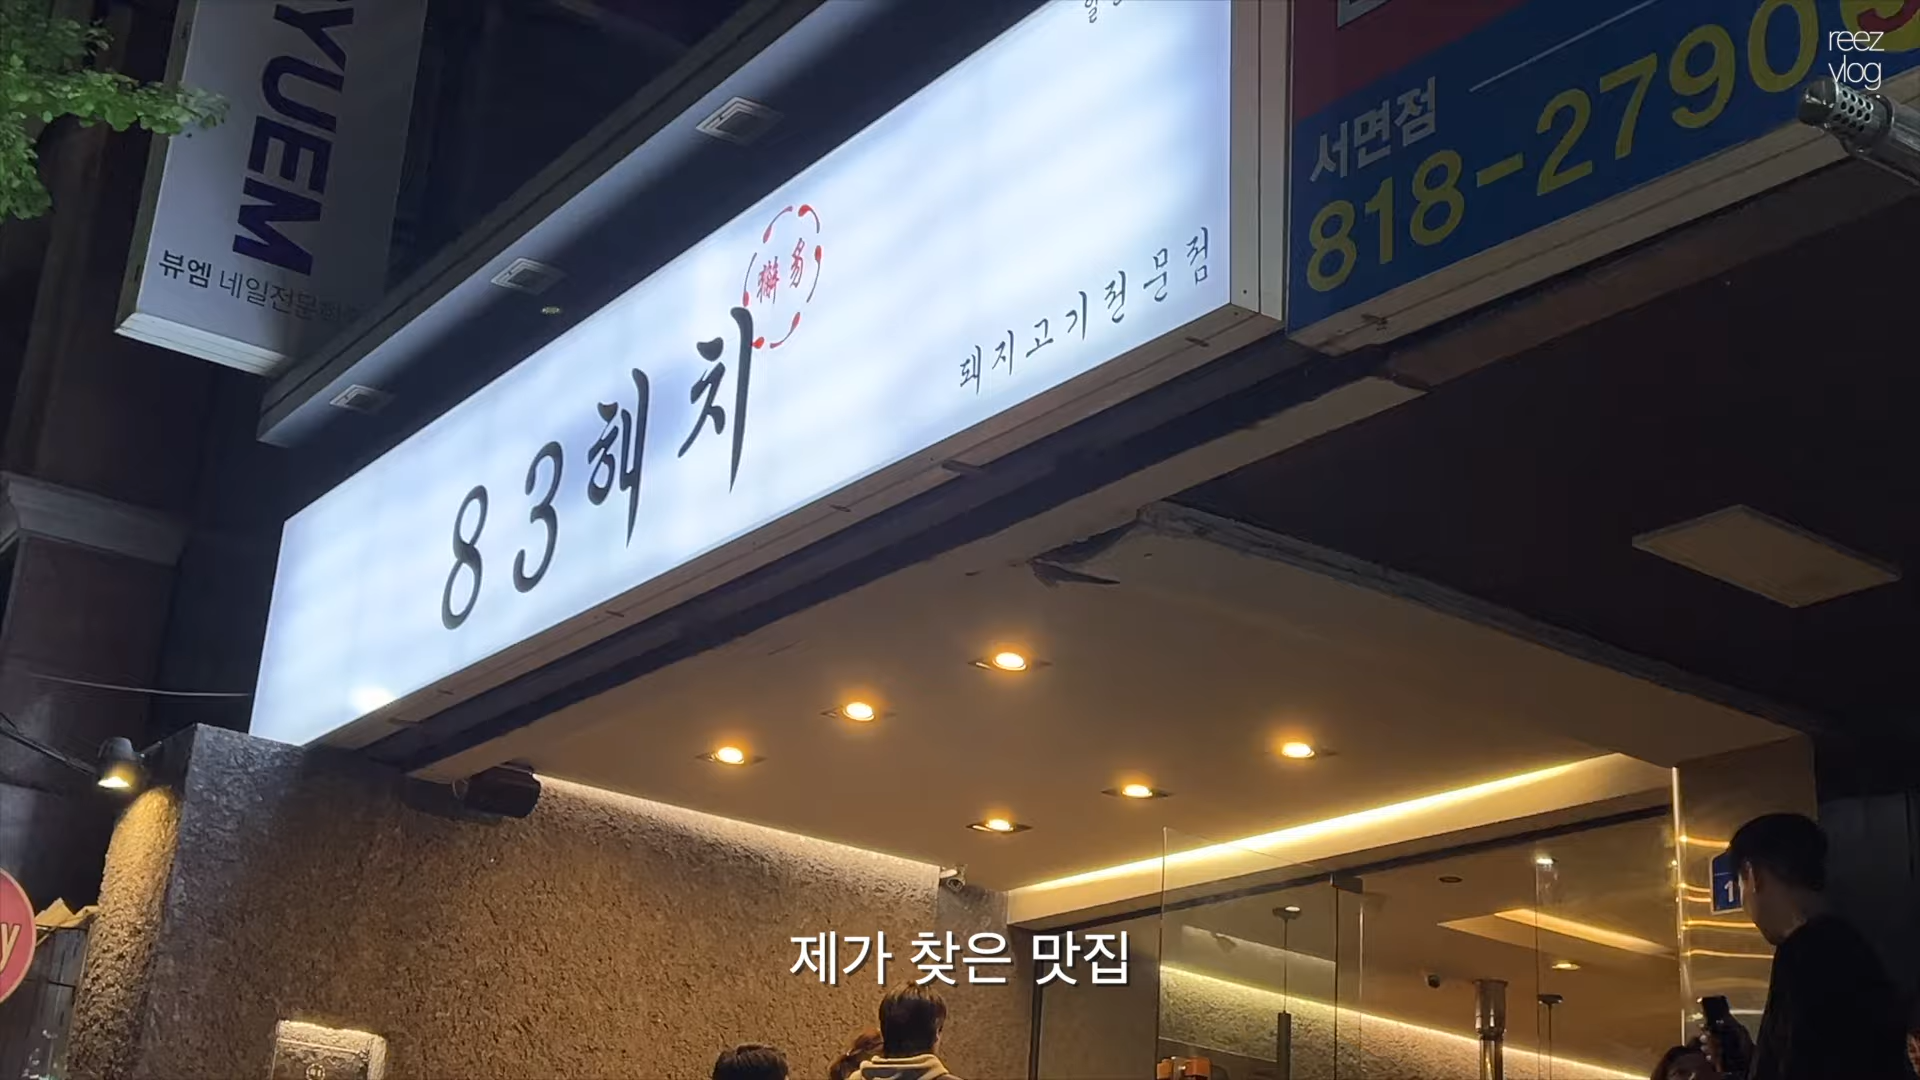 YUEM
뷰엠 네일전문
83해치
돼지고기전문점
서면점
818-2790
reez
vlog
제가 찾은 맛집